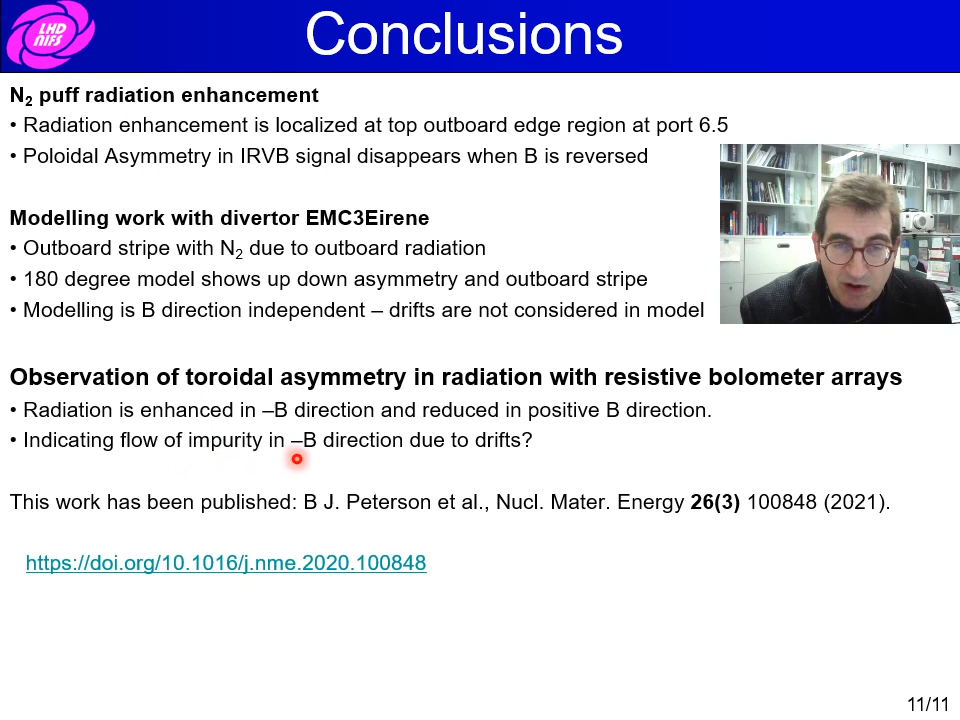 LHD
NIFS
Conclusions
N₂ puff radiation enhancement
• Radiation enhancement is localized at top outboard edge region at port 6.5
• Poloidal Asymmetry in IRVB signal disappears when B is reversed
Modelling work with divertor EMC3Eirene
• Outboard stripe with N₂ due to outboard radiation
• 180 degree model shows up down asymmetry and outboard stripe
• Modelling is B direction independent – drifts are not considered in model
Observation of toroidal asymmetry in radiation with resistive bolometer arrays
• Radiation is enhanced in –B direction and reduced in positive B direction.
• Indicating flow of impurity in –B direction due to drifts?
This work has been published: B J. Peterson et al., Nucl. Mater. Energy 26(3) 100848 (2021).
https://doi.org/10.1016/j.nme.2020.100848
11/11